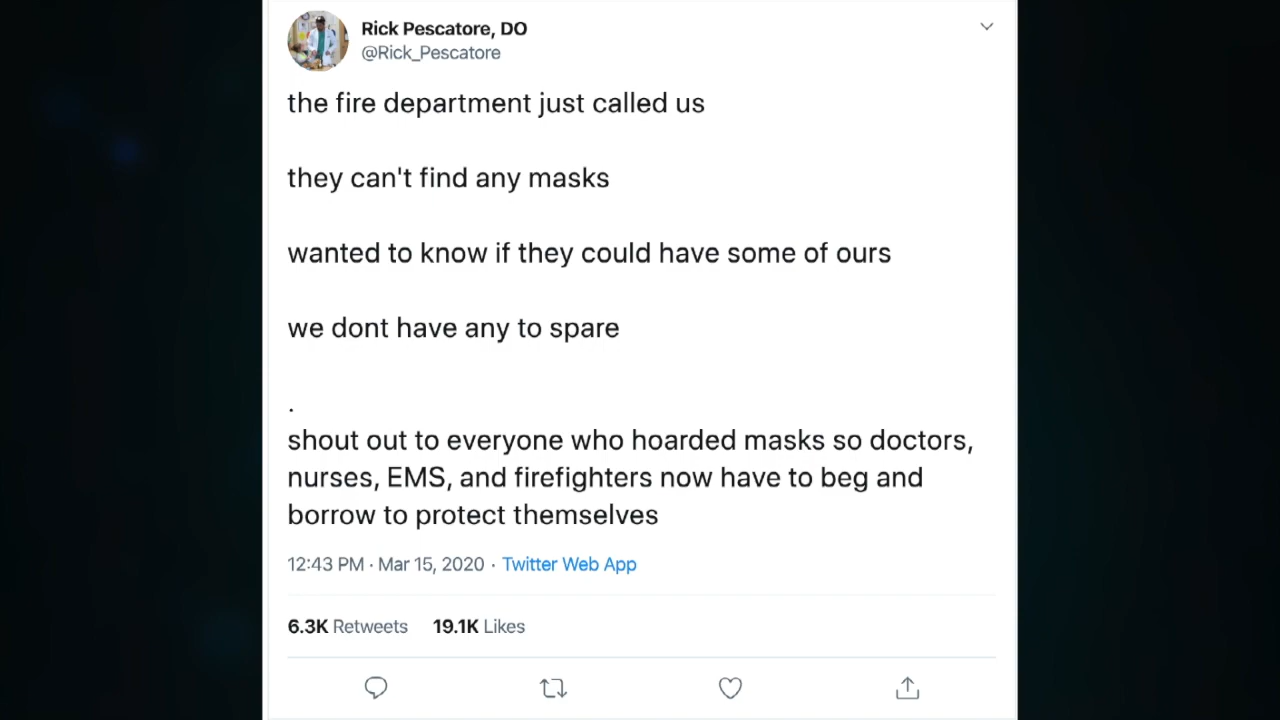 Rick Pescatore, DO
@Rick_Pescatore
the fire department just called us
they can't find any masks
wanted to know if they could have some of ours
we dont have any to spare
.
shout out to everyone who hoarded masks so doctors,
nurses, EMS, and firefighters now have to beg and
borrow to protect themselves
12:43 PM · Mar 15, 2020 · Twitter Web App
6.3K Retweets 19.1K Likes